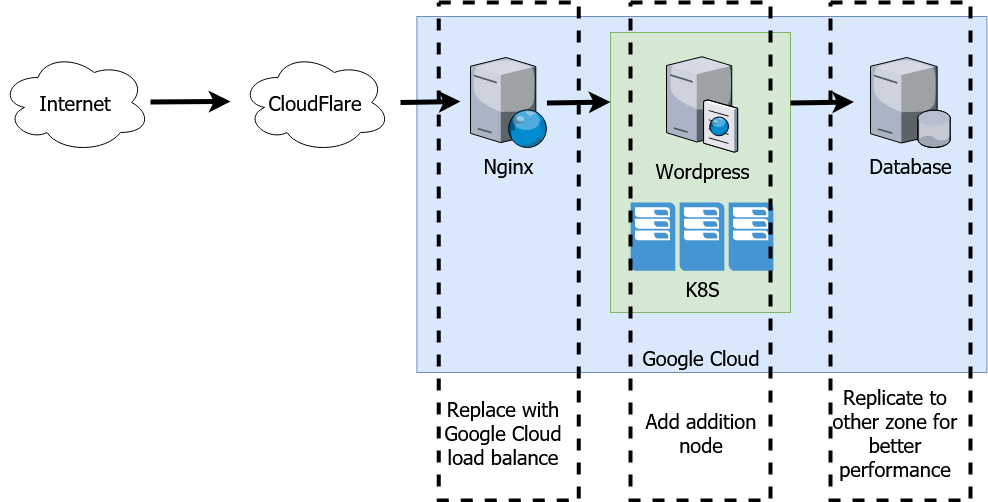 Internet
CloudFlare
Nginx
Wordpress
Database
K8S
Google Cloud
Replace with
Google Cloud
load balance
Add addition
node
Replicate to
other zone for
better
performance